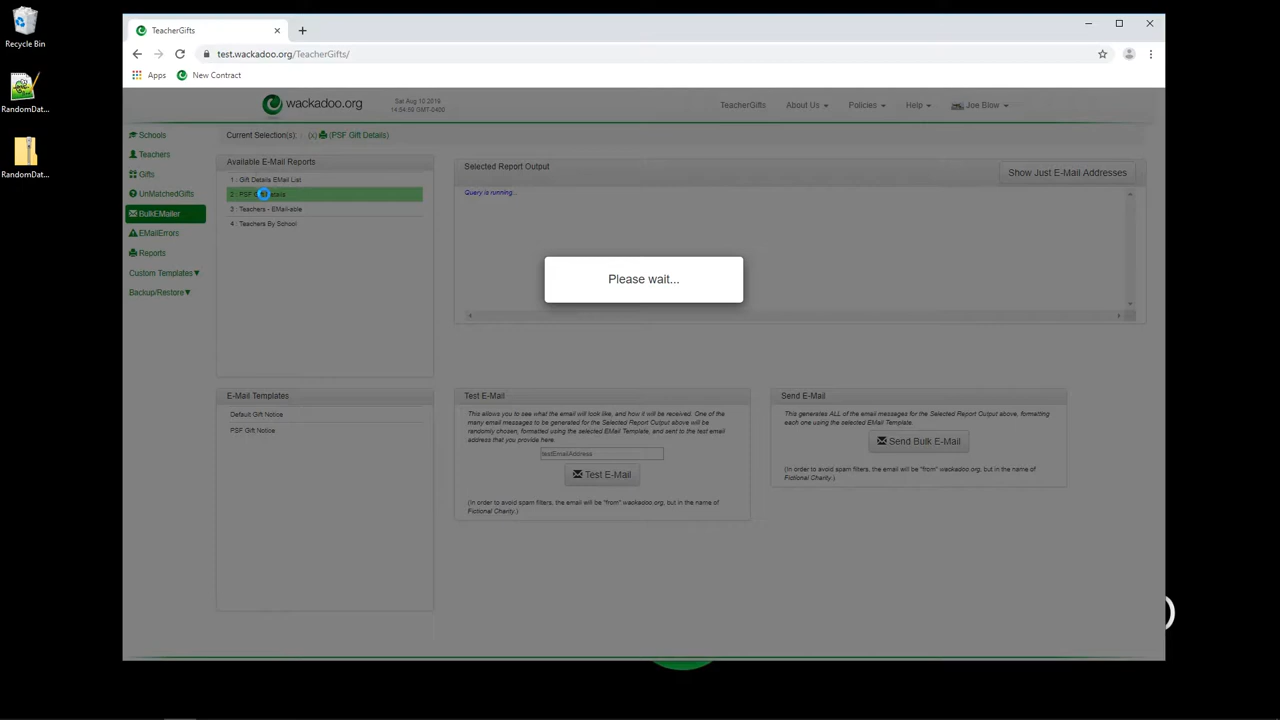 Recycle Bin
RandomDat...
RandomDat...
TeacherGifts
test.wackadoo.org/TeacherGifts/
Apps
New Contract
wackadoo.org
Sat Aug 10 2019
14:04:59 GMT-0400
TeacherGifts
About Us
Policies
Help
Joe Blow
Schools
Teachers
Gifts
UnMatchedGifts
BulkEMailer
EMailErrors
Reports
Custom Templates▼
Backup/Restore▼
Current Selection(s): (x) (PSF Gift Details)
Available E-Mail Reports
1 : Gift Details EMail List
2 : PSF
3 : Teachers - EMail-able
4 : Teachers By School
Selected Report Output
Show Just E-Mail Addresses
Query is running...
Please wait...
E-Mail Templates
Default Gift Notice
PSF Gift Notice
Test E-Mail
This allows you to see what the email will look like, and how it will be received. One of the
many email messages to be generated for the Selected Report Output above will be
randomly chosen, formatted using the selected EMail Template, and sent to the test email
address that you provide here.
testEmailAddress
Test E-Mail
(In order to avoid spam filters, the email will be "from" wackadoo.org, but in the name of
Fictional Charity.)
Send E-Mail
This generates ALL of the email messages for the Selected Report Output above, formatting
each one using the selected EMail Template.
Send Bulk E-Mail
(In order to avoid spam filters, the email will be "from" wackadoo.org, but in the name of
Fictional Charity.)